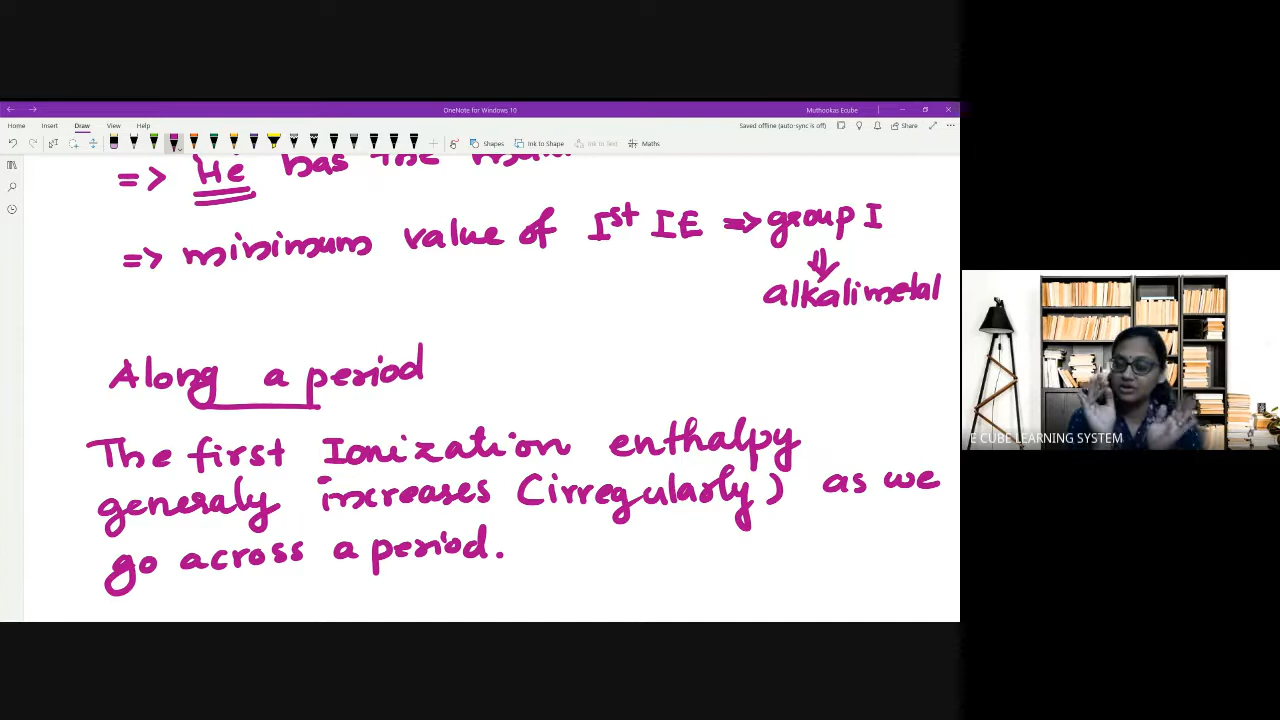 OneNote for Windows 10
Muthookas Ecube
Home Insert Draw View Help
Saved offline (auto-sync is off) Share
Shapes Ink to Shape Ink to Text Maths
=> He has the
=> minimum value of Ist IE => group I
alkalimetal
Along a period
The first Ionization enthalpy
generaly increases (irregularly) as we
go across a period.
E CUBE LEARNING SYSTEM